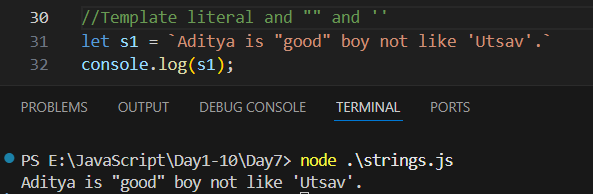 30 //Template literal and "" and ''
31 let s1 = `Aditya is "good" boy not like 'Utsav'.`
32 console.log(s1);
PROBLEMS OUTPUT DEBUG CONSOLE TERMINAL PORTS
PS E:\JavaScript\Day1-10\Day7> node .\strings.js
Aditya is "good" boy not like 'Utsav'.